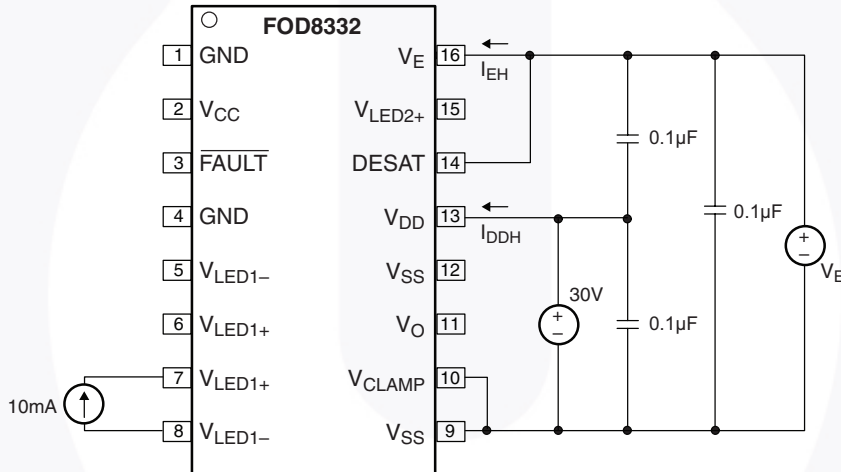 FOD8332
1 GND
2 VCC
3 FAULT
4 GND
5 VLED1–
6 VLED1+
7 VLED1+
8 VLED1–
VE 16
VLED2+ 15
DESAT 14
VDD 13
VSS 12
VO 11
VCLAMP 10
VSS 9
10mA
IEH
IDDH
30V
+
–
0.1µF
0.1µF
0.1µF
+
–
VE